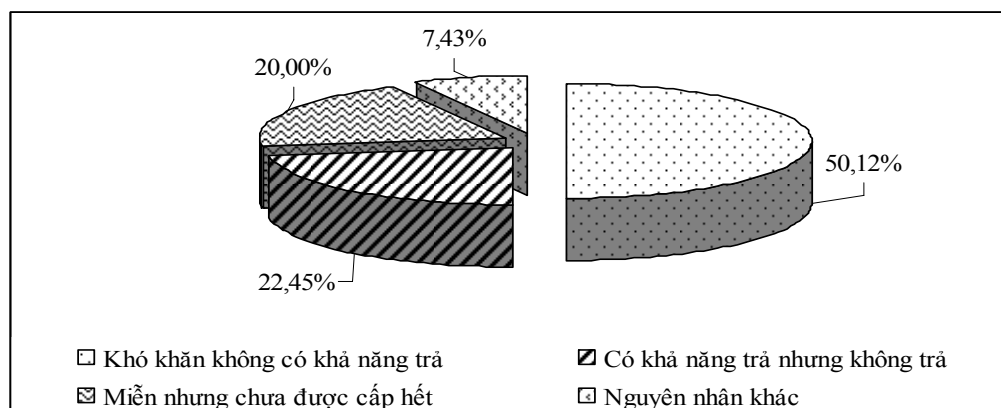 7,43%
20,00%
50,12%
22,45%
Khó khăn không có khả năng trả
Có khả năng trả nhưng không trả
Miễn nhưng chưa được cấp hết
Nguyên nhân khác